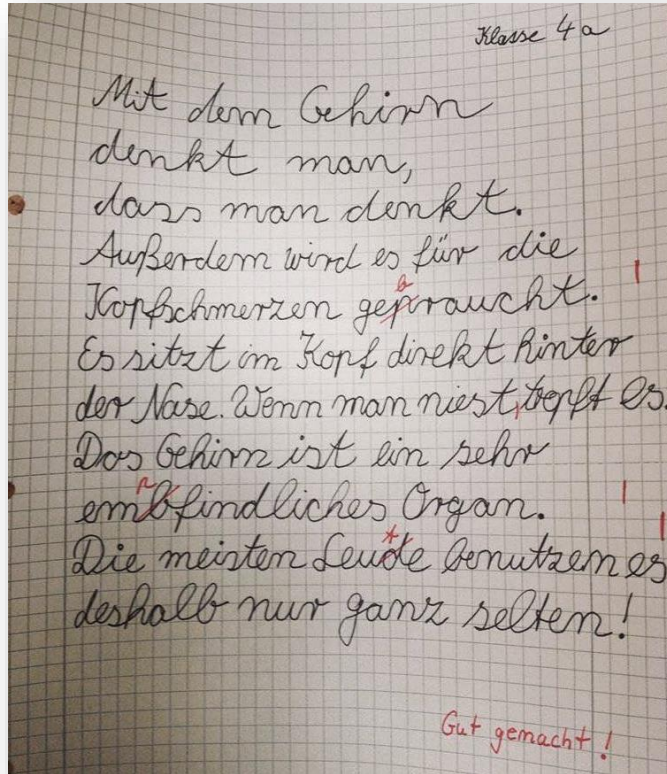 Klasse 4a
Mit dem Gehirn
denkt man,
dass man denkt.
Außerdem wird es für die
Kopfschmerzen gepraucht.
Es sitzt im Kopf direkt hinter
der Nase. Wenn man niest, tropft es.
Das Gehirn ist ein sehr
embfindliches Organ.
Die meisten Leude benutzen es
deshalb nur ganz selten!
Gut gemacht!